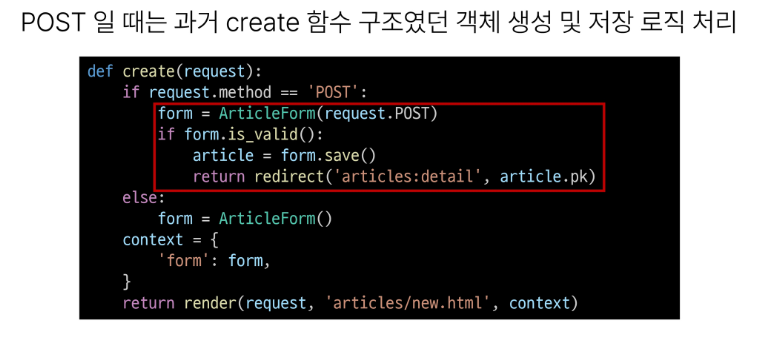 POST 일 때는 과거 create 함수 구조였던 객체 생성 및 저장 로직 처리
def create(request):
    if request.method == 'POST':
        form = ArticleForm(request.POST)
        if form.is_valid():
            article = form.save()
            return redirect('articles:detail', article.pk)
    else:
        form = ArticleForm()
    context = {
        'form': form,
    }
    return render(request, 'articles/new.html', context)